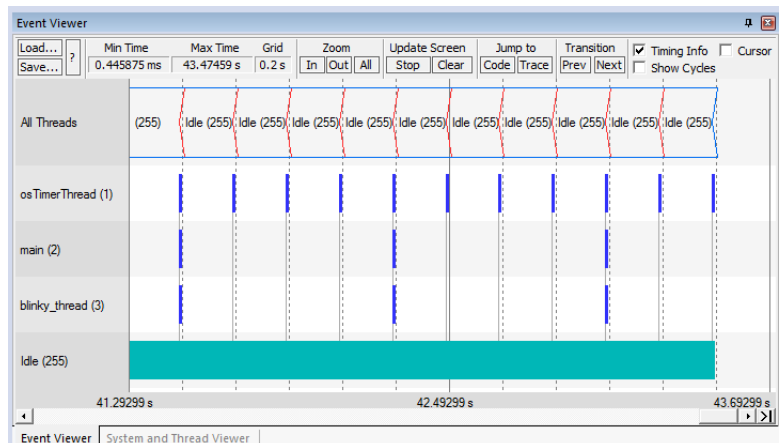 Event Viewer
Load... ? Min Time Max Time Grid Zoom Update Screen Jump to Transition Timing Info Cursor
Save... 0.445875 ms 43.47459 s 0.2 s In Out All Stop Clear Code Trace Prev Next Show Cycles
All Threads (255) Idle (255) Idle (255) Idle (255) Idle (255) Idle (255) Idle (255) Idle (255) Idle (255) Idle (255) Idle (255)
osTimerThread (1)
main (2)
blinky_thread (3)
Idle (255)
41.29299 s 42.49299 s 43.69299 s
Event Viewer System and Thread Viewer